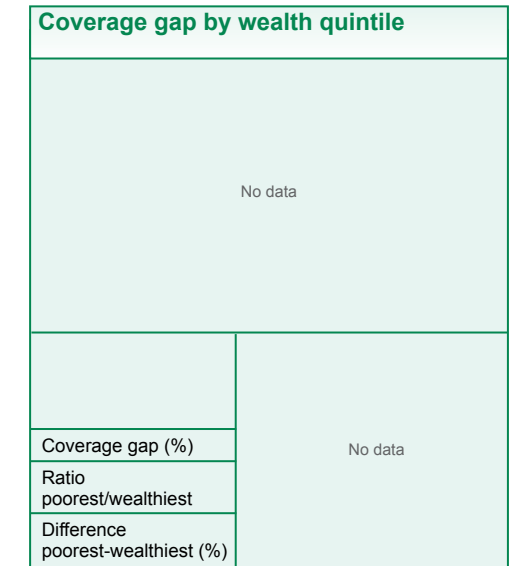 Coverage gap by wealth quintile
No data
Coverage gap (%)
Ratio
poorest/wealthiest
Difference
poorest-wealthiest (%)
No data